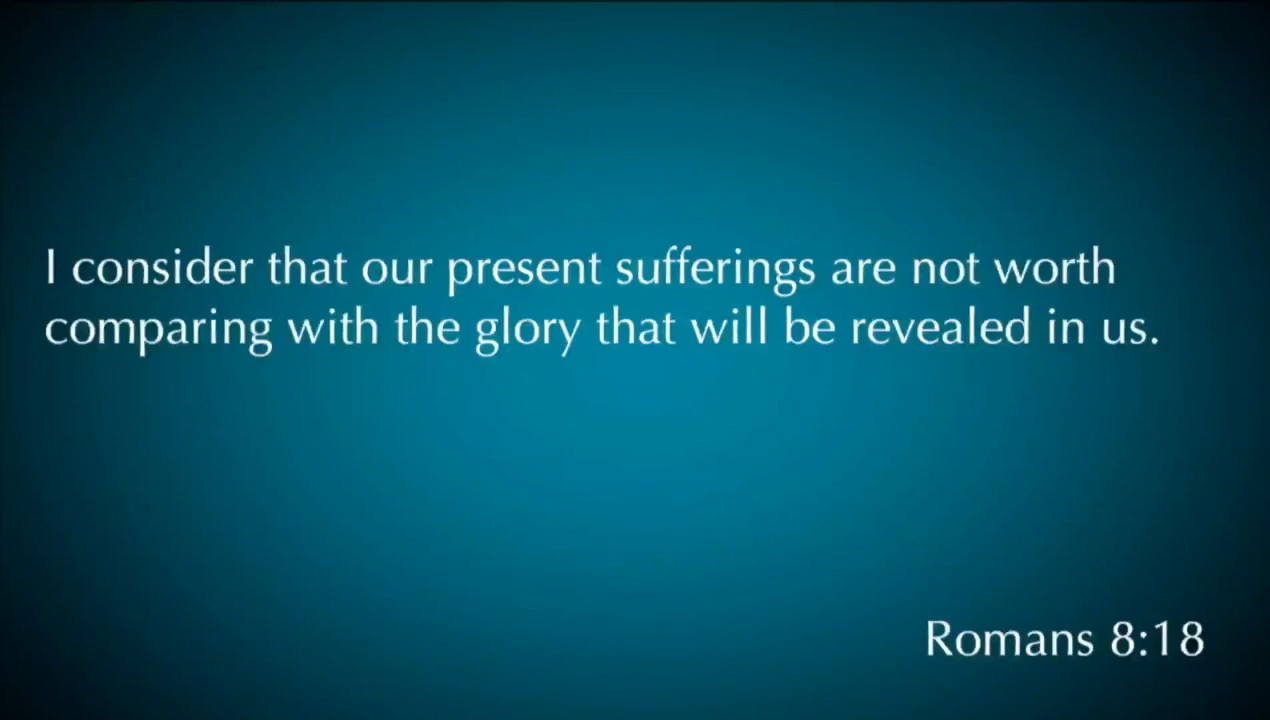 I consider that our present sufferings are not worth
comparing with the glory that will be revealed in us.
Romans 8:18